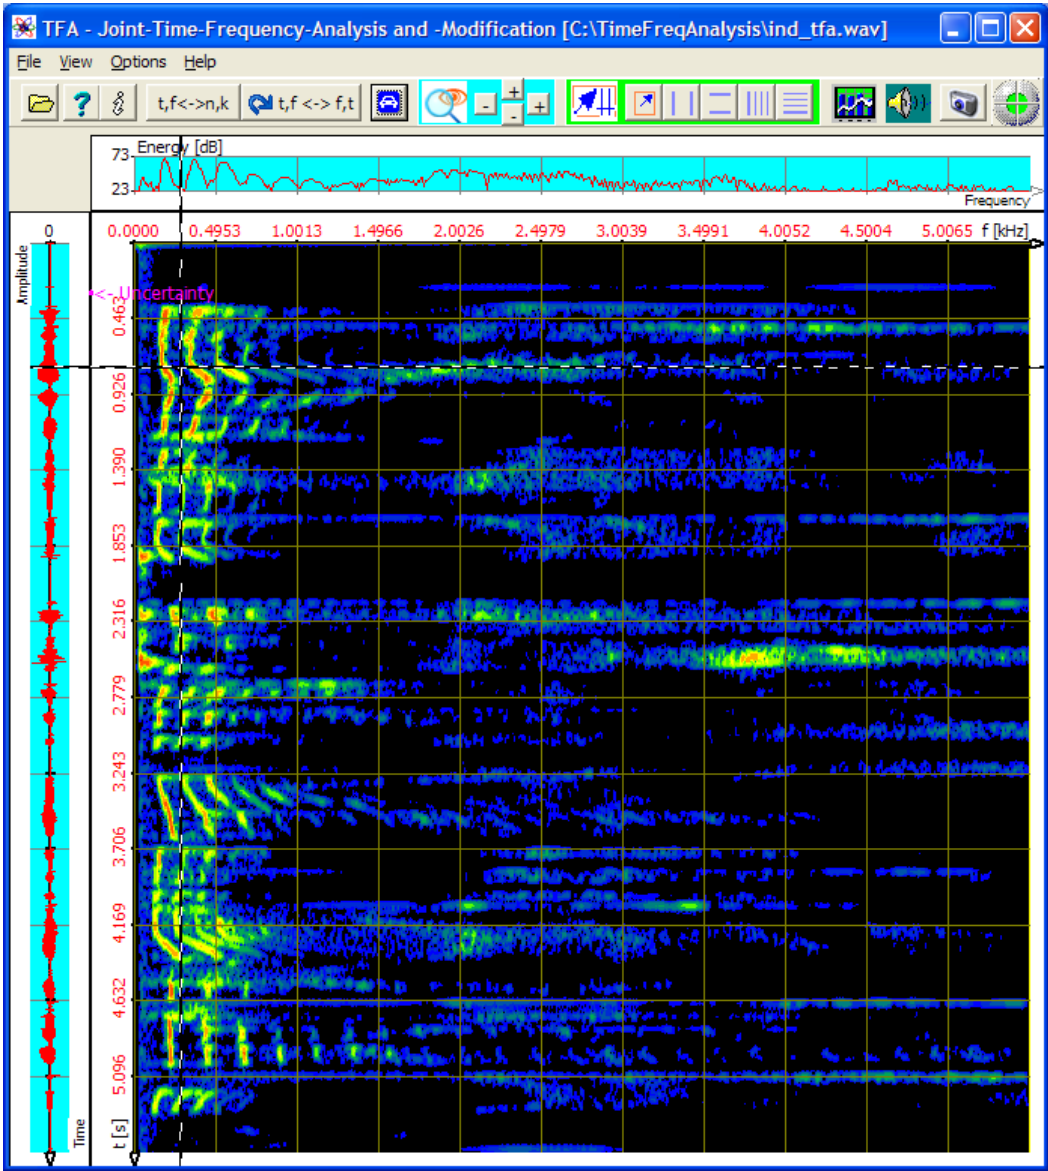 TFA - Joint-Time-Frequency-Analysis and -Modification [C:\TimeFreqAnalysis\ind_tfa.wav]
File View Options Help
t,f<->n,k t,f <-> f,t
Energy [dB]
73
23
Frequency
0 0.0000 0.4953 1.0013 1.4966 2.0026 2.4979 3.0039 3.4991 4.0052 4.5004 5.0065 f [kHz]
Amplitude
<- Uncertainty
0.463
0.926
1.390
1.853
2.316
2.779
3.243
3.706
4.169
4.632
5.096
Time
t [s]